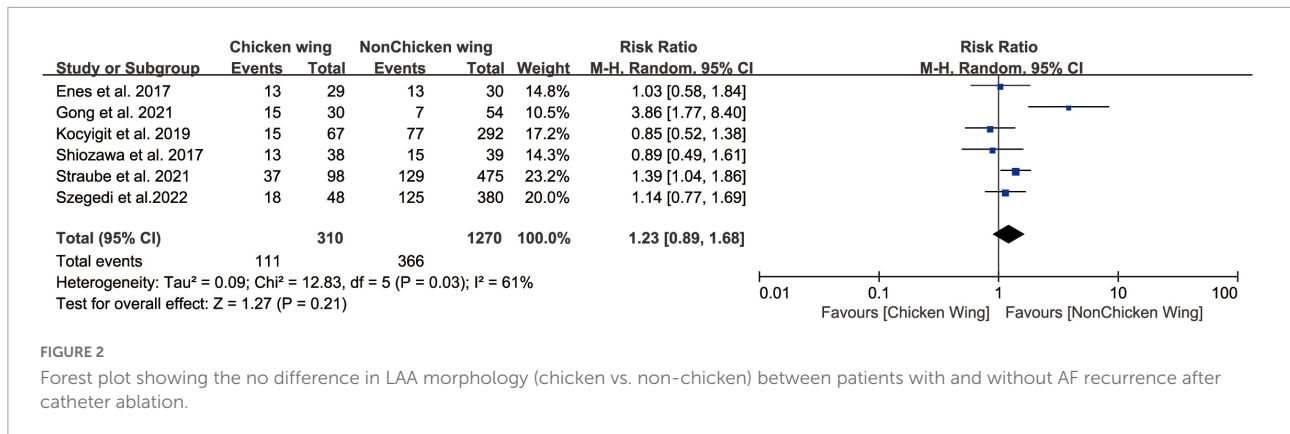 Chicken wing NonChicken wing Risk Ratio Risk Ratio
Study or Subgroup Events Total Events Total Weight M-H, Random, 95% CI M-H, Random, 95% CI
Enes et al. 2017 13 29 13 30 14.8% 1.03 [0.58, 1.84]
Gong et al. 2021 15 30 7 54 10.5% 3.86 [1.77, 8.40]
Kocyigit et al. 2019 15 67 77 292 17.2% 0.85 [0.52, 1.38]
Shiozawa et al. 2017 13 38 15 39 14.3% 0.89 [0.49, 1.61]
Straube et al. 2021 37 98 129 475 23.2% 1.39 [1.04, 1.86]
Szegedi et al.2022 18 48 125 380 20.0% 1.14 [0.77, 1.69]
Total (95% CI) 310 1270 100.0% 1.23 [0.89, 1.68]
Total events 111 366
Heterogeneity: Tau² = 0.09; Chi² = 12.83, df = 5 (P = 0.03); I² = 61%
Test for overall effect: Z = 1.27 (P = 0.21)
0.01 0.1 1 10 100
Favours [Chicken Wing] Favours [NonChicken Wing]
FIGURE 2
Forest plot showing the no difference in LAA morphology (chicken vs. non-chicken) between patients with and without AF recurrence after
catheter ablation.